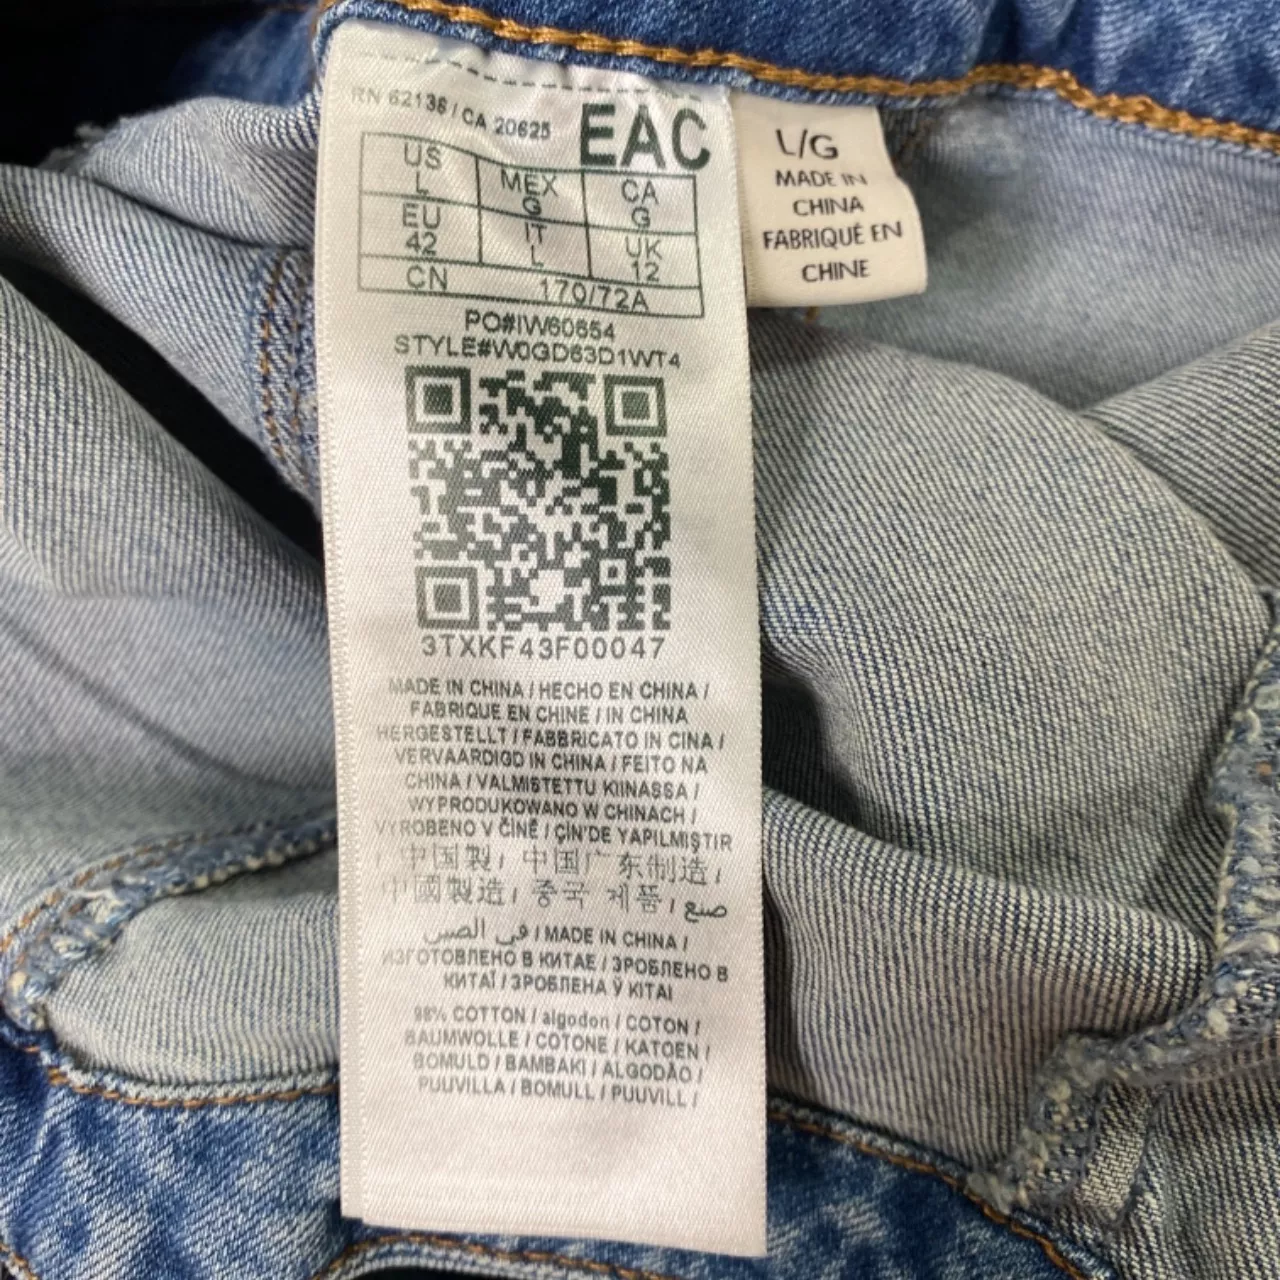 RN 62136 / CA 20625
EAC
US L
MEX G
CA G
EU 42
IT L
UK 12
CN 170/72A
PO#IW60654
STYLE#W0GD63D1WT4
3TXKF43F00047
MADE IN CHINA / HECHO EN CHINA /
FABRIQUE EN CHINE / IN CHINA
HERGESTELLT / FABBRICATO IN CINA /
VERVAARDIGD IN CHINA / FEITO NA
CHINA / VALMISTETTU KIINASSA /
WYPRODUKOWANO W CHINACH /
VYROBENO V ČÍNĚ / ÇİN'DE YAPILMIŞTIR
/ 中国製 / 中国广东制造 /
中國製造 / 중국 제품 / صنع
في الصين / MADE IN CHINA /
ИЗГОТОВЛЕНО В КИТАЕ / ЗРОБЛЕНО В
КИТАЇ / ЗРОБЛЕНА Ў KITAI
98% COTTON / algodon / COTON /
BAUMWOLLE / COTONE / KATOEN /
BOMULD / BAMBAKI / ALGODÃO /
PUUVILLA / BOMULL / PUUVILL /
L/G
MADE IN
CHINA
FABRIQUÉ EN
CHINE